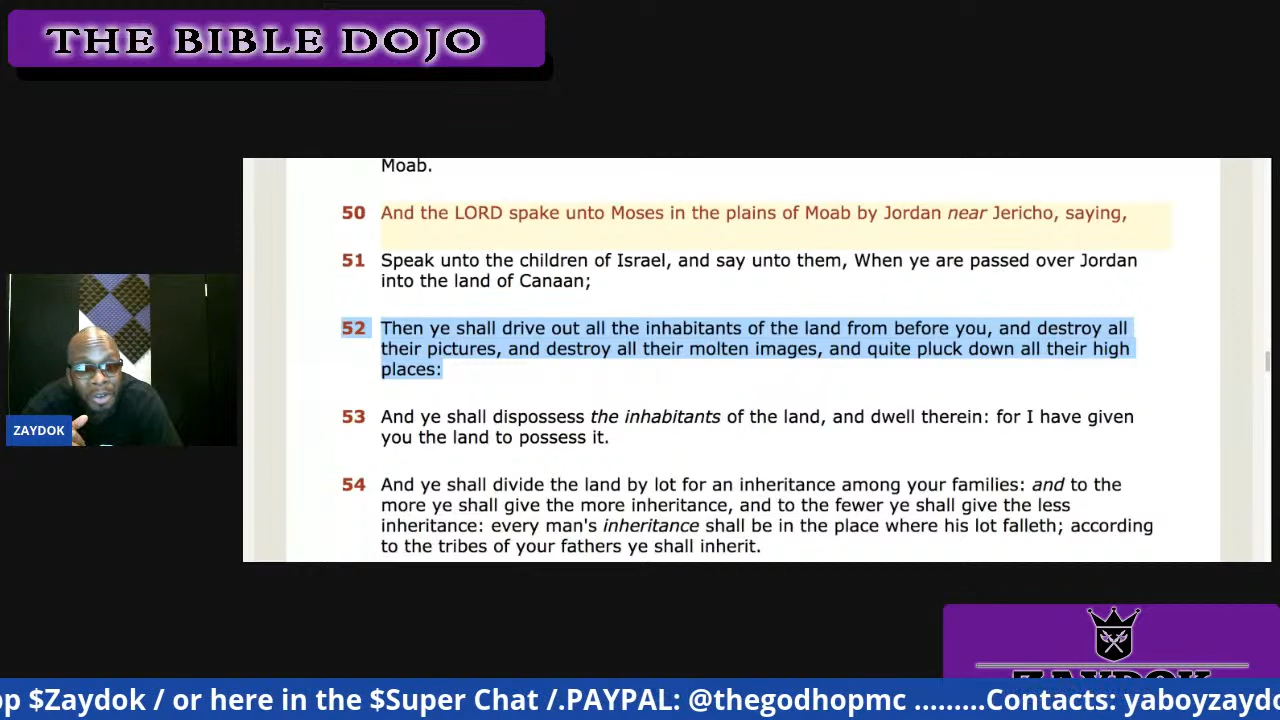 THE BIBLE DOJO
Moab.
50 And the LORD spake unto Moses in the plains of Moab by Jordan near Jericho, saying,
51 Speak unto the children of Israel, and say unto them, When ye are passed over Jordan
into the land of Canaan;
52 Then ye shall drive out all the inhabitants of the land from before you, and destroy all
their pictures, and destroy all their molten images, and quite pluck down all their high
places:
53 And ye shall dispossess the inhabitants of the land, and dwell therein: for I have given
you the land to possess it.
54 And ye shall divide the land by lot for an inheritance among your families: and to the
more ye shall give the more inheritance, and to the fewer ye shall give the less
inheritance: every man's inheritance shall be in the place where his lot falleth; according
to the tribes of your fathers ye shall inherit.
ZAYDOK
ZAYDOK
pp $Zaydok / or here in the $Super Chat /.PAYPAL: @thegodhopmc .........Contacts: yaboyzaydo